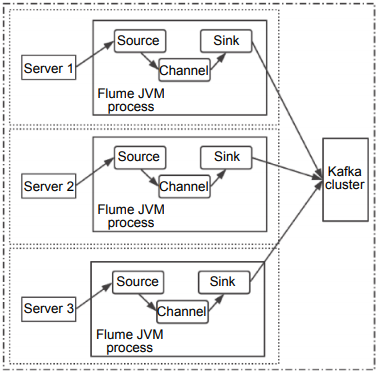 Source
Sink
Server 1
Channel
Flume JVM
process
Source
Sink
Server 2
Channel
Flume JVM
process
Kafka
cluster
Source
Sink
Server 3
Channel
Flume JVM
process